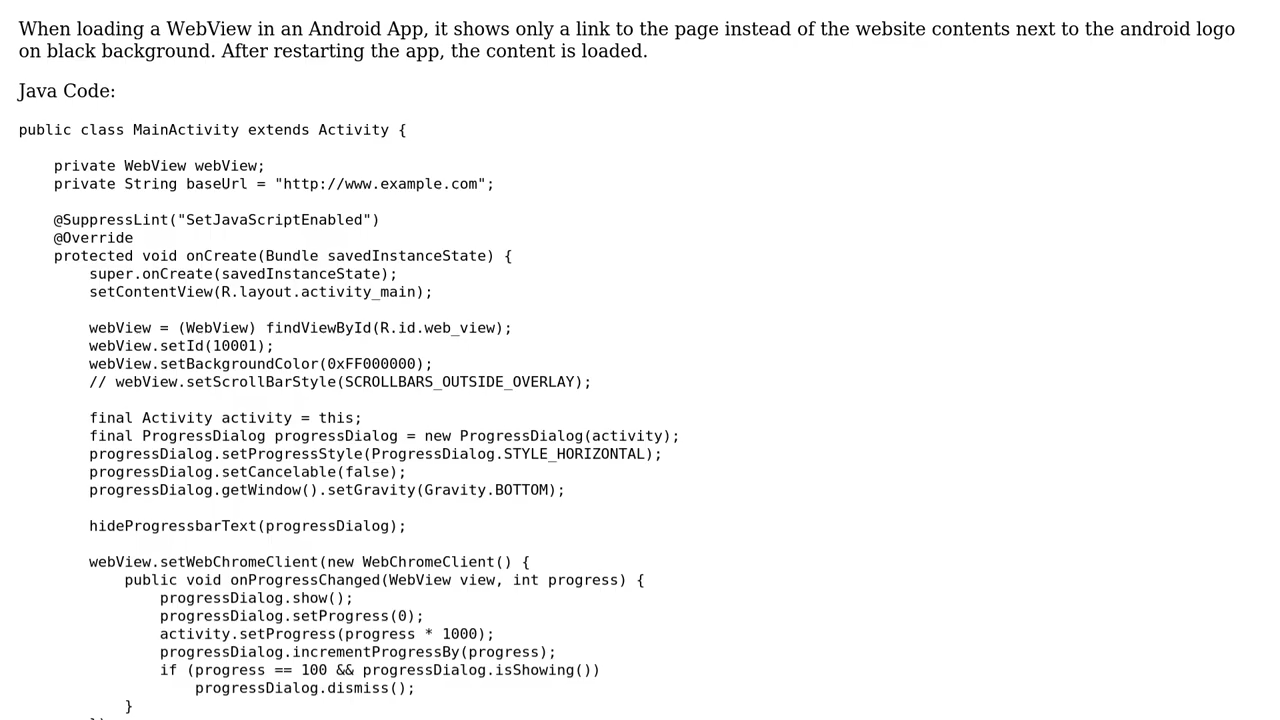 When loading a WebView in an Android App, it shows only a link to the page instead of the website contents next to the android logo
on black background. After restarting the app, the content is loaded.
Java Code:
public class MainActivity extends Activity {
    private WebView webView;
    private String baseUrl = "http://www.example.com";
    @SuppressLint("SetJavaScriptEnabled")
    @Override
    protected void onCreate(Bundle savedInstanceState) {
        super.onCreate(savedInstanceState);
        setContentView(R.layout.activity_main);
        webView = (WebView) findViewById(R.id.web_view);
        webView.setId(10001);
        webView.setBackgroundColor(0xFF000000);
        // webView.setScrollBarStyle(SCROLLBARS_OUTSIDE_OVERLAY);
        final Activity activity = this;
        final ProgressDialog progressDialog = new ProgressDialog(activity);
        progressDialog.setProgressStyle(ProgressDialog.STYLE_HORIZONTAL);
        progressDialog.setCancelable(false);
        progressDialog.getWindow().setGravity(Gravity.BOTTOM);
        hideProgressbarText(progressDialog);
        webView.setWebChromeClient(new WebChromeClient() {
            public void onProgressChanged(WebView view, int progress) {
                progressDialog.show();
                progressDialog.setProgress(0);
                activity.setProgress(progress * 1000);
                progressDialog.incrementProgressBy(progress);
                if (progress == 100 && progressDialog.isShowing())
                    progressDialog.dismiss();
            }